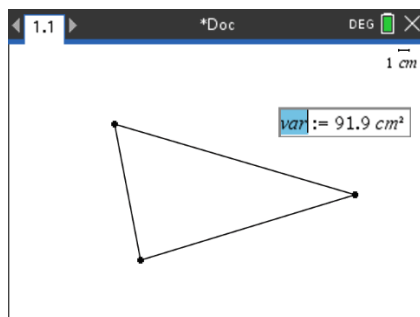 1.1 *Doc DEG
1 cm
var := 91.9 cm²